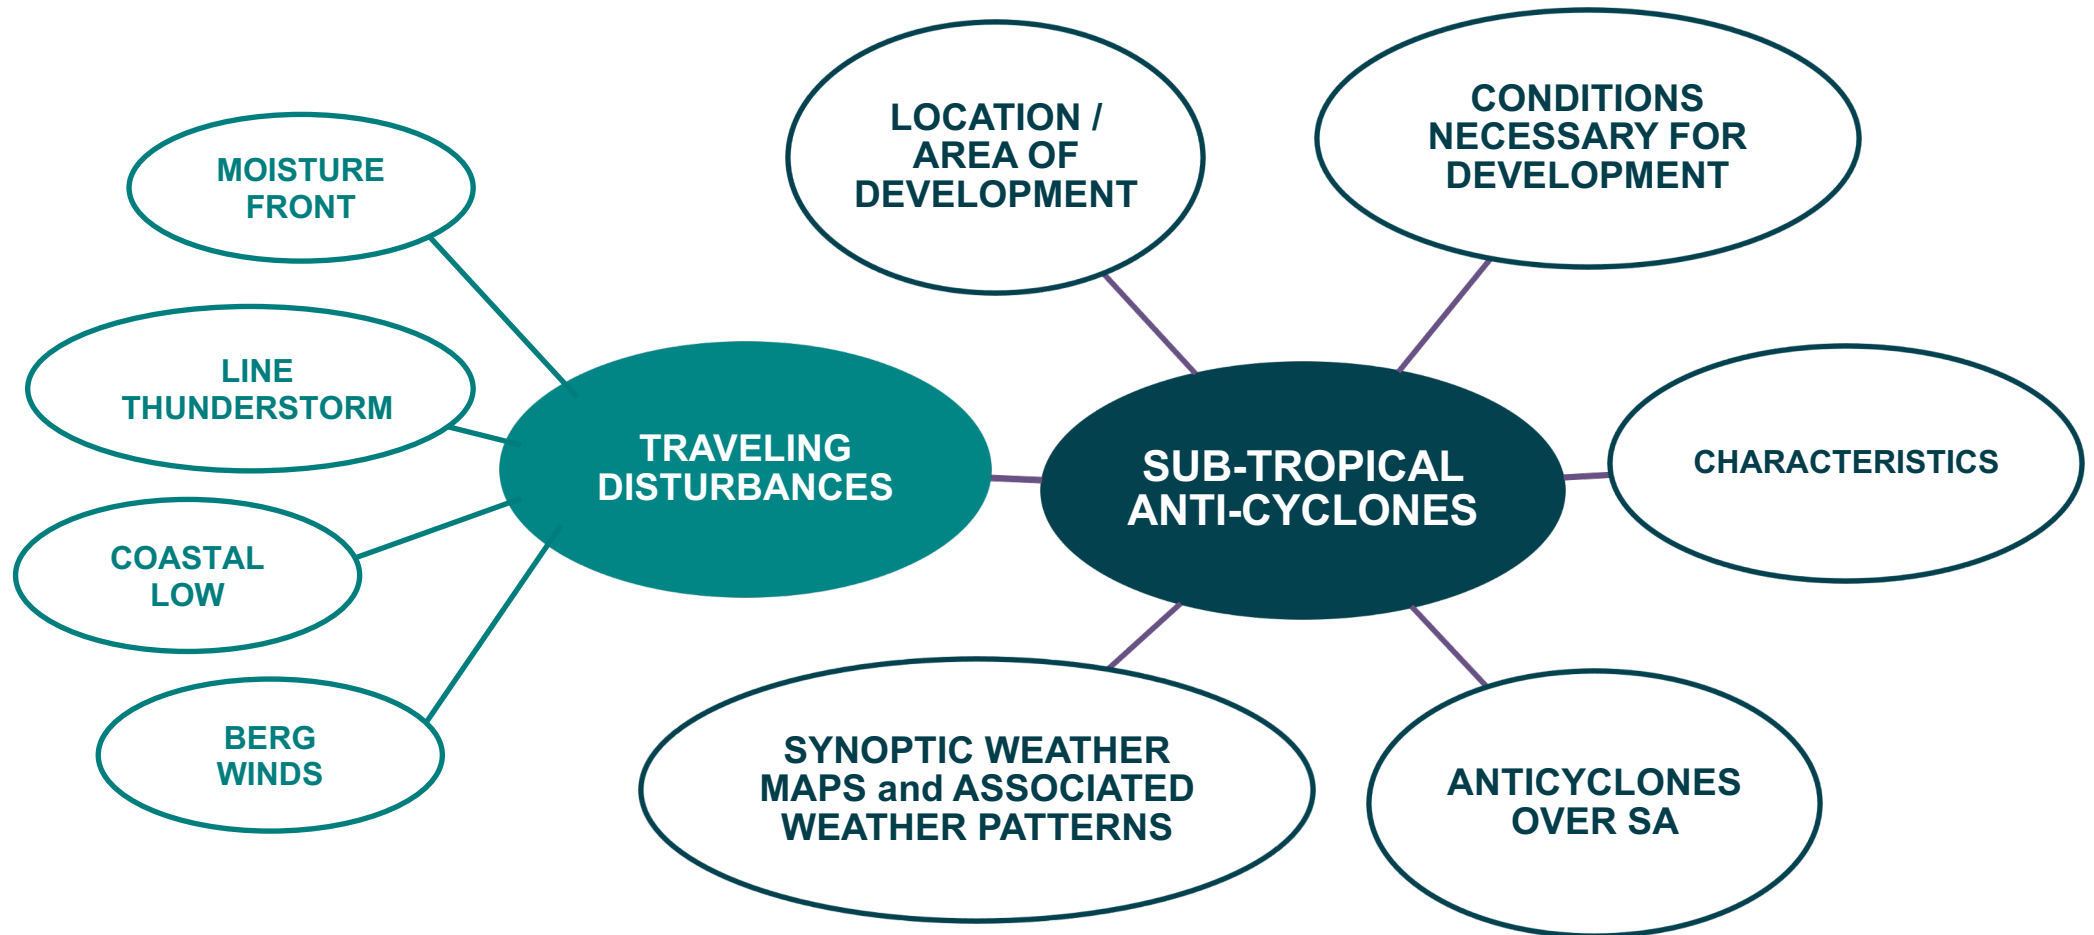 LOCATION /
AREA OF
DEVELOPMENT
CONDITIONS
NECESSARY FOR
DEVELOPMENT
MOISTURE
FRONT
LINE
THUNDERSTORM
TRAVELING
DISTURBANCES
SUB-TROPICAL
ANTI-CYCLONES
CHARACTERISTICS
COASTAL
LOW
BERG
WINDS
SYNOPTIC WEATHER
MAPS and ASSOCIATED
WEATHER PATTERNS
ANTICYCLONES
OVER SA